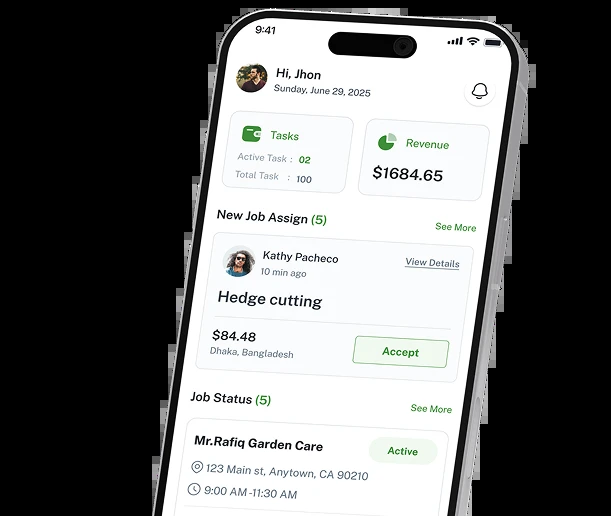 9:41
Hi, Jhon
Sunday, June 29, 2025
Tasks
Active Task : 02
Total Task : 100
Revenue
$1684.65
New Job Assign (5)
See More
Kathy Pacheco
10 min ago
View Details
Hedge cutting
$84.48
Dhaka, Bangladesh
Accept
Job Status (5)
See More
Mr.Rafiq Garden Care
Active
123 Main st, Anytown, CA 90210
9:00 AM -11:30 AM